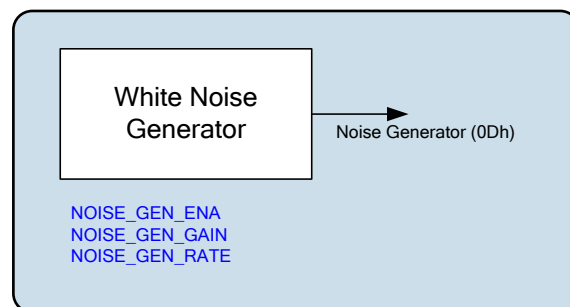 White Noise
Generator
Noise Generator (0Dh)
NOISE_GEN_ENA
NOISE_GEN_GAIN
NOISE_GEN_RATE